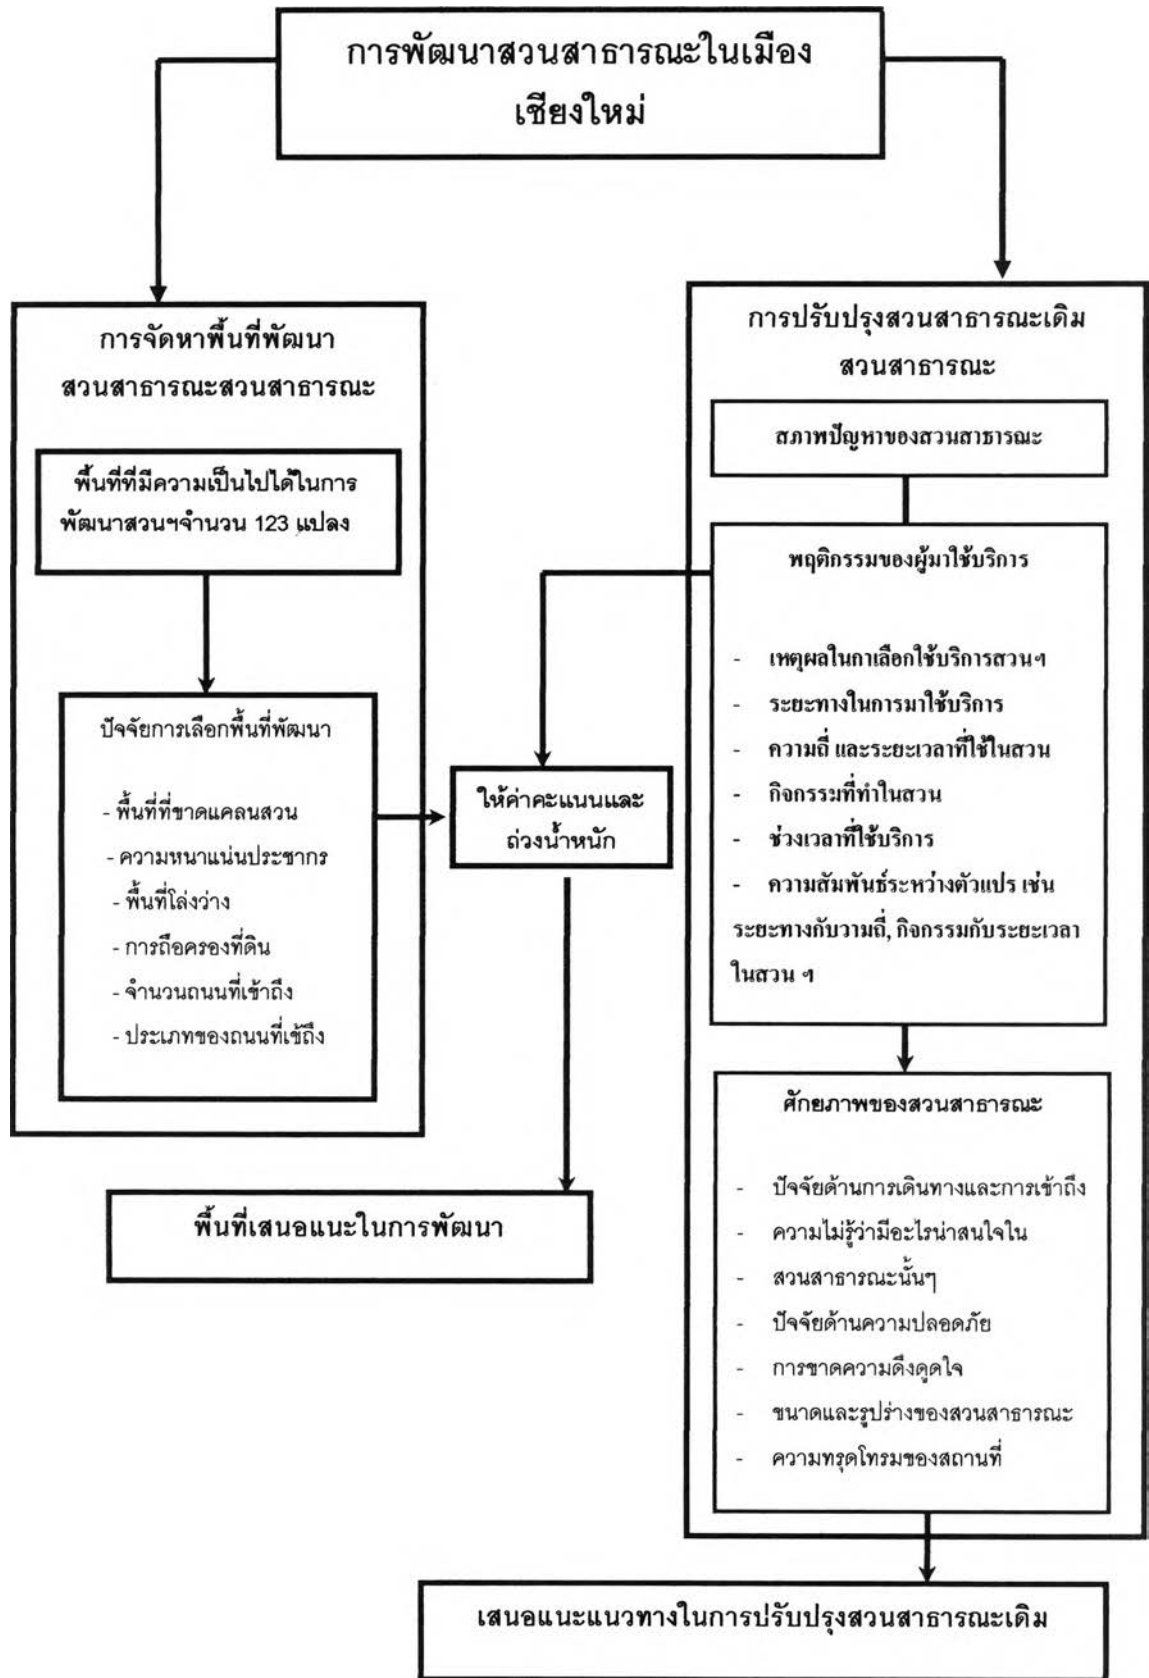 การพัฒนาสวนสาธารณะในเมือง
เชียงใหม่
การจัดหาพื้นที่พัฒนา
สวนสาธารณะสวนสาธารณะ
พื้นที่ที่มีความเป็นไปได้ในการ
พัฒนาสวนฯจำนวน 123 แปลง
ปัจจัยการเลือกพื้นที่พัฒนา
- พื้นที่ที่ขาดแคลนสวน
- ความหนาแน่นประชากร
- พื้นที่โล่งว่าง
- การถือครองที่ดิน
- จำนวนถนนที่เข้าถึง
- ประเภทของถนนที่เข้ถึง
ให้ค่าคะแนนและ
ถ่วงน้ำหนัก
พื้นที่เสนอแนะในการพัฒนา
การปรับปรุงสวนสาธารณะเดิม
สวนสาธารณะ
สภาพปัญหาของสวนสาธารณะ
พฤติกรรมของผู้มาใช้บริการ
- เหตุผลในกาเลือกใช้บริการสวนฯ
- ระยะทางในการมาใช้บริการ
- ความถี่ และระยะเวลาที่ใช้ในสวน
- กิจกรรมที่ทำในสวน
- ช่วงเวลาที่ใช้บริการ
- ความสัมพันธ์ระหว่างตัวแปร เช่น
ระยะทางกับวามถี่, กิจกรรมกับระยะเวลา
ในสวน ฯ
ศักยภาพของสวนสาธารณะ
- ปัจจัยด้านการเดินทางและการเข้าถึง
- ความไม่รู้ว่ามีอะไรน่าสนใจใน
- สวนสาธารณะนั้นๆ
- ปัจจัยด้านความปลอดภัย
- การขาดความดึงดูดใจ
- ขนาดและรูปร่างของสวนสาธารณะ
- ความทรุดโทรมของสถานที่
เสนอแนะแนวทางในการปรับปรุงสวนสาธารณะเดิม